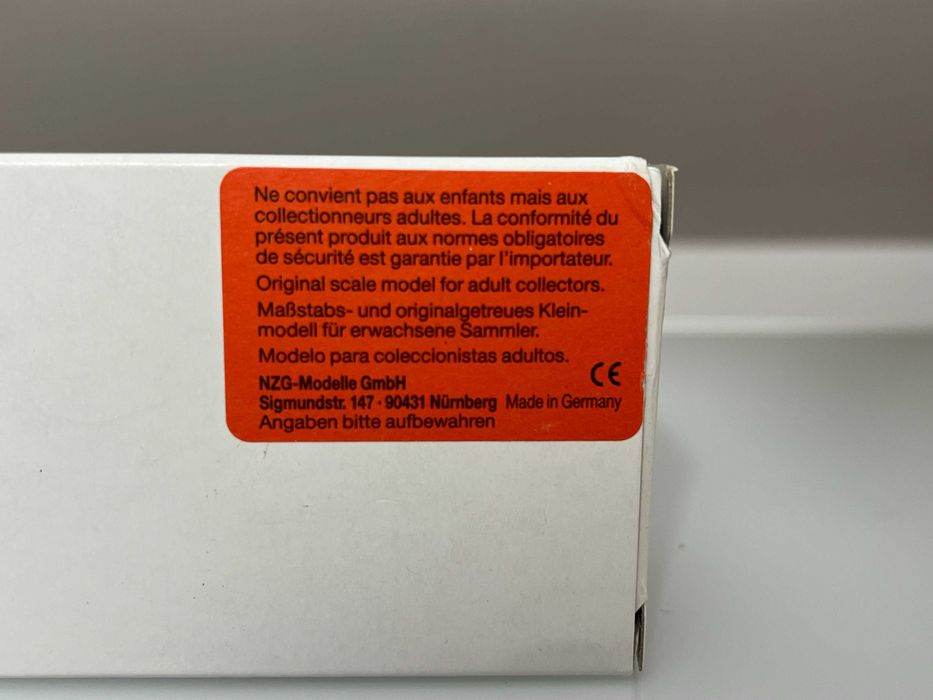 Ne convient pas aux enfants mais aux
collectionneurs adultes. La conformité du
présent produit aux normes obligatoires
de sécurité est garantie par l'importateur.
Original scale model for adult collectors.
Maßstabs- und originalgetreues Klein-
modell für erwachsene Sammler.
Modelo para coleccionistas adultos.
CE
NZG-Modelle GmbH
Sigmundstr. 147 · 90431 Nürnberg Made in Germany
Angaben bitte aufbewahren